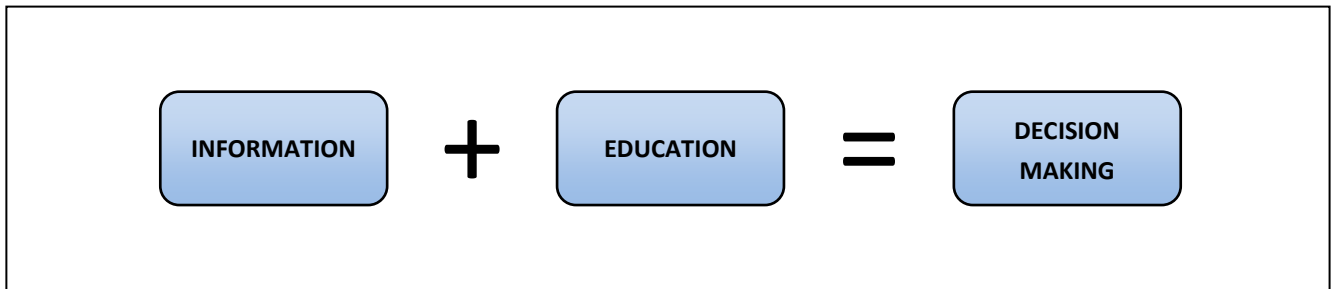 INFORMATION + EDUCATION = DECISION
MAKING